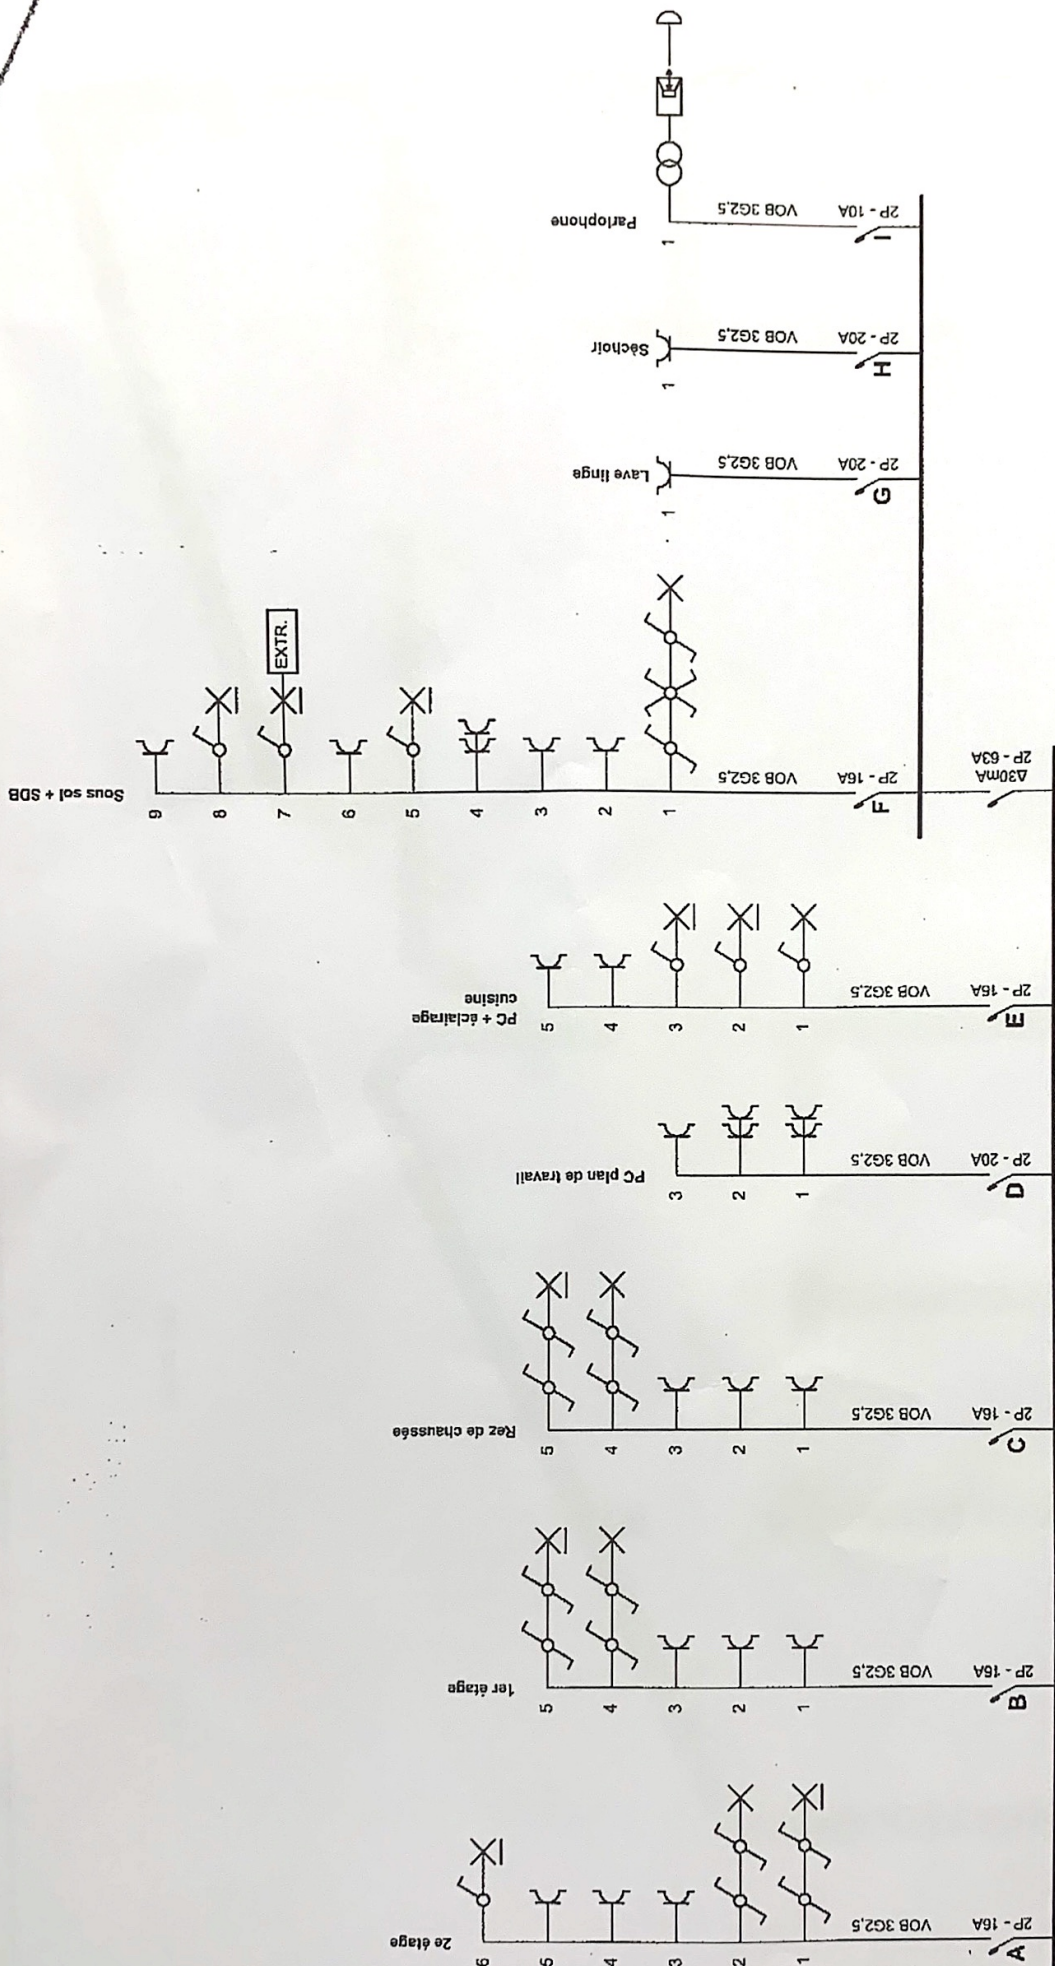 2e étage
6
5
4
3
2
1
VOB 3G2,5
2P - 16A
A
1er étage
5
4
3
2
1
VOB 3G2,5
2P - 16A
B
Rez de chaussée
5
4
3
2
1
VOB 3G2,5
2P - 16A
C
PC plan de travail
3
2
1
VOB 3G2,5
2P - 20A
D
PC + éclairage
cuisine
5
4
3
2
1
VOB 3G2,5
2P - 16A
E
Sous sol + SDB
9
8
7
EXTR.
6
5
4
3
2
1
VOB 3G2,5
2P - 16A
F
Δ30mA
2P - 63A
Lave linge
1
VOB 3G2,5
2P - 20A
G
Séchoir
1
VOB 3G2,5
2P - 20A
H
Parlophone
1
VOB 3G2,5
2P - 10A
I